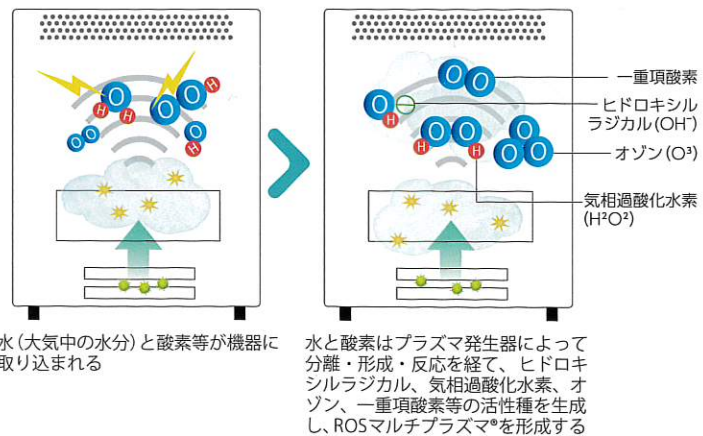 O
H
H
O
O
H
O
O
O
H
O
O
O
H
O
O
H
H
O
O
O
一重項酸素
ヒドロキシル
ラジカル(OH⁻)
オゾン(O³)
気相過酸化水素
(H²O²)
水(大気中の水分)と酸素等が機器に
取り込まれる
水と酸素はプラズマ発生器によって
分離・形成・反応を経て、ヒドロキ
シルラジカル、気相過酸化水素、オ
ゾン、一重項酸素等の活性種を生成
し、ROSマルチプラズマ®を形成する